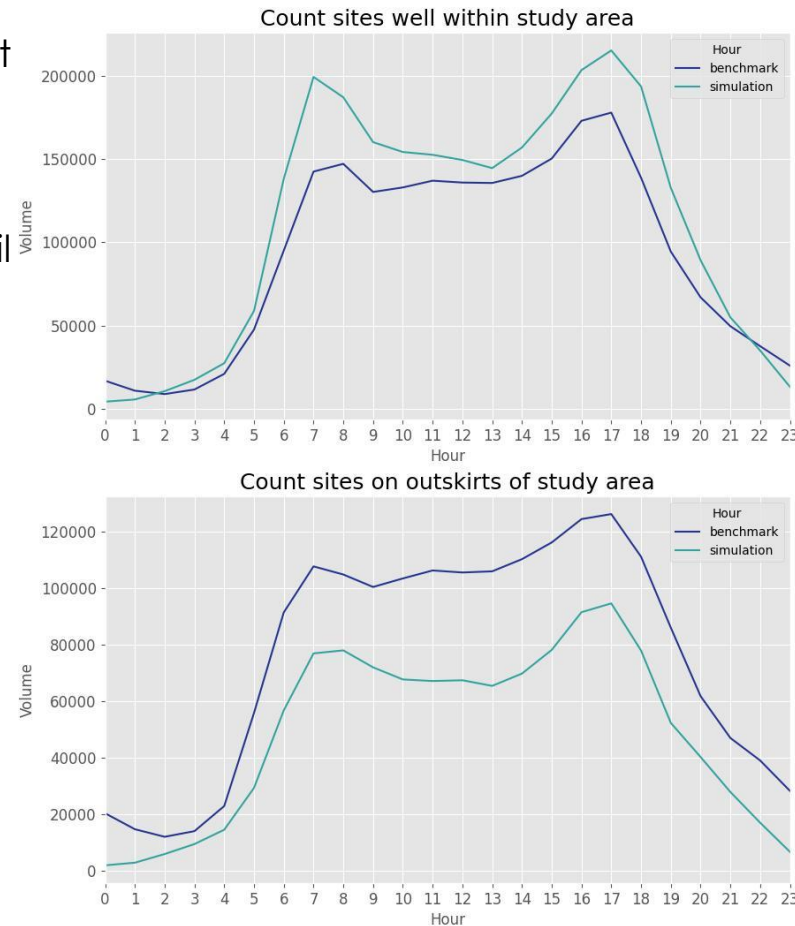 Count sites well within study area
t
il
Volume
200000
150000
100000
50000
0
Hour
benchmark
simulation
0 1 2 3 4 5 6 7 8 9 10 11 12 13 14 15 16 17 18 19 20 21 22 23
Hour
Count sites on outskirts of study area
Volume
120000
100000
80000
60000
40000
20000
0
Hour
benchmark
simulation
0 1 2 3 4 5 6 7 8 9 10 11 12 13 14 15 16 17 18 19 20 21 22 23
Hour